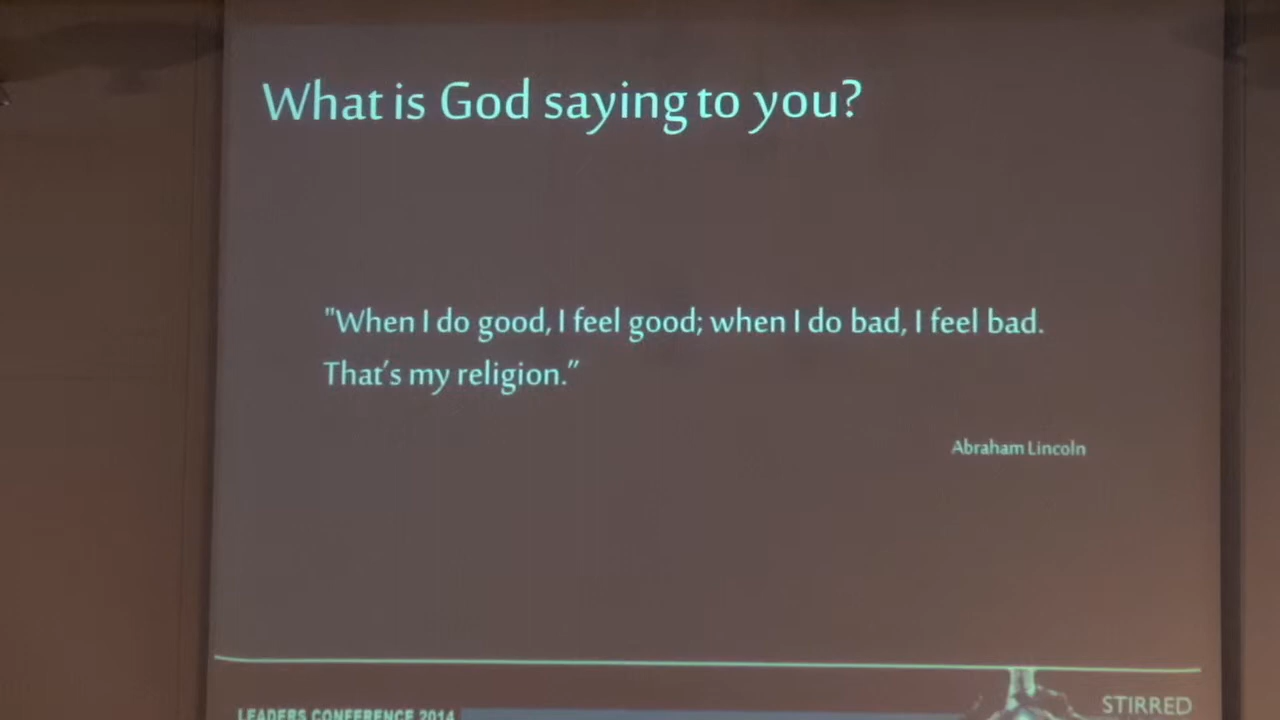 What is God saying to you?
"When I do good, I feel good; when I do bad, I feel bad.
That's my religion.”
Abraham Lincoln
LEADERS CONFERENCE 2014
STIRRED